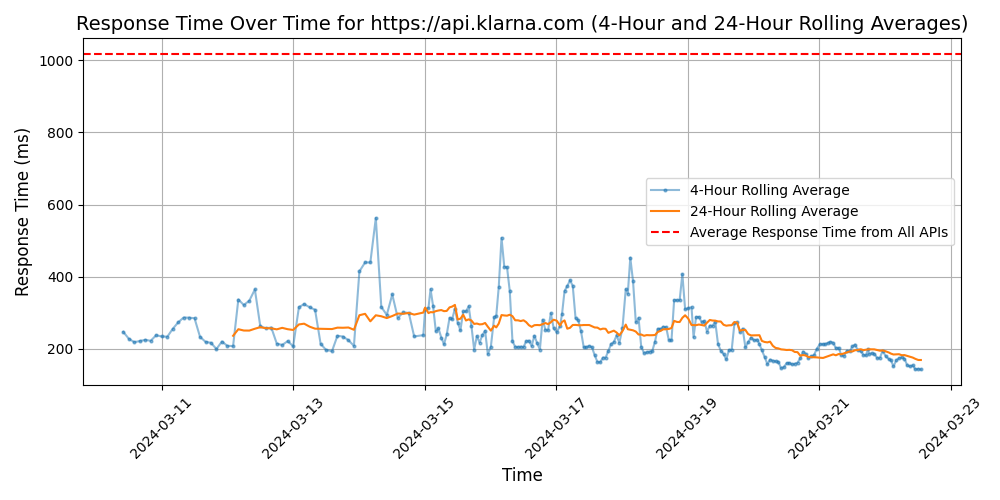 Response Time Over Time for https://api.klarna.com (4-Hour and 24-Hour Rolling Averages)
Response Time (ms)
1000
800
600
400
200
4-Hour Rolling Average
24-Hour Rolling Average
Average Response Time from All APIs
2024-03-11
2024-03-13
2024-03-15
2024-03-17
2024-03-19
2024-03-21
2024-03-23
Time